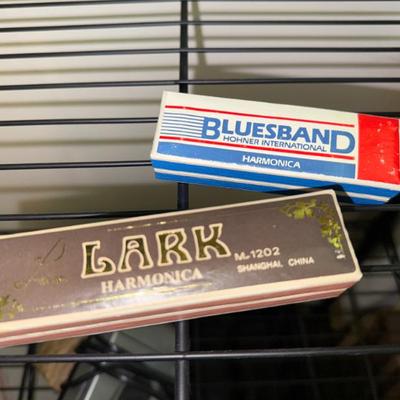 BLUESBAND
HOHNER INTERNATIONAL
HARMONICA
LARK
HARMONICA
M-1202
SHANGHAI, CHINA